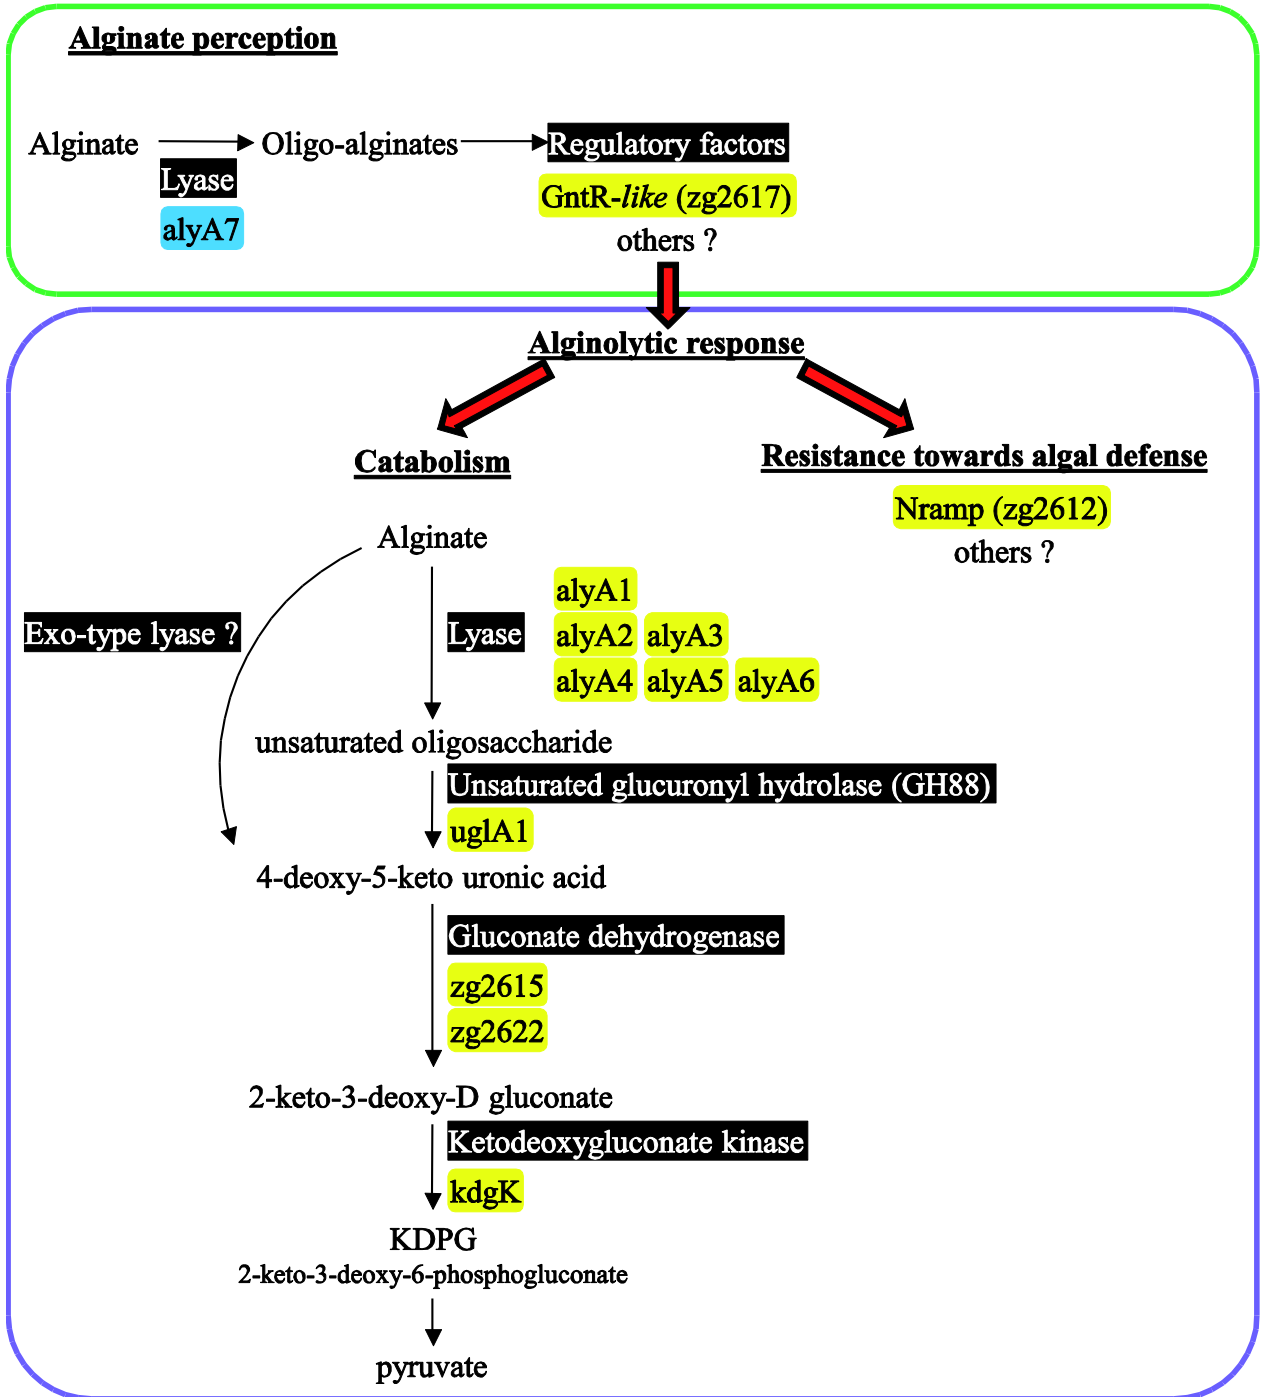 Alginate perception
Alginate
Oligo-alginates
Regulatory factors
Lyase
GntR-like (zg2617)
alyA7
others ?
Alginolytic response
Catabolism
Resistance towards algal defense
Nramp (zg2612)
others ?
Alginate
alyA1
Exo-type lyase ?
Lyase
alyA2 alyA3
alyA4 alyA5 alyA6
unsaturated oligosaccharide
Unsaturated glucuronyl hydrolase (GH88)
uglA1
4-deoxy-5-keto uronic acid
Gluconate dehydrogenase
zg2615
zg2622
2-keto-3-deoxy-D gluconate
Ketodeoxygluconate kinase
kdgK
KDPG
2-keto-3-deoxy-6-phosphogluconate
pyruvate